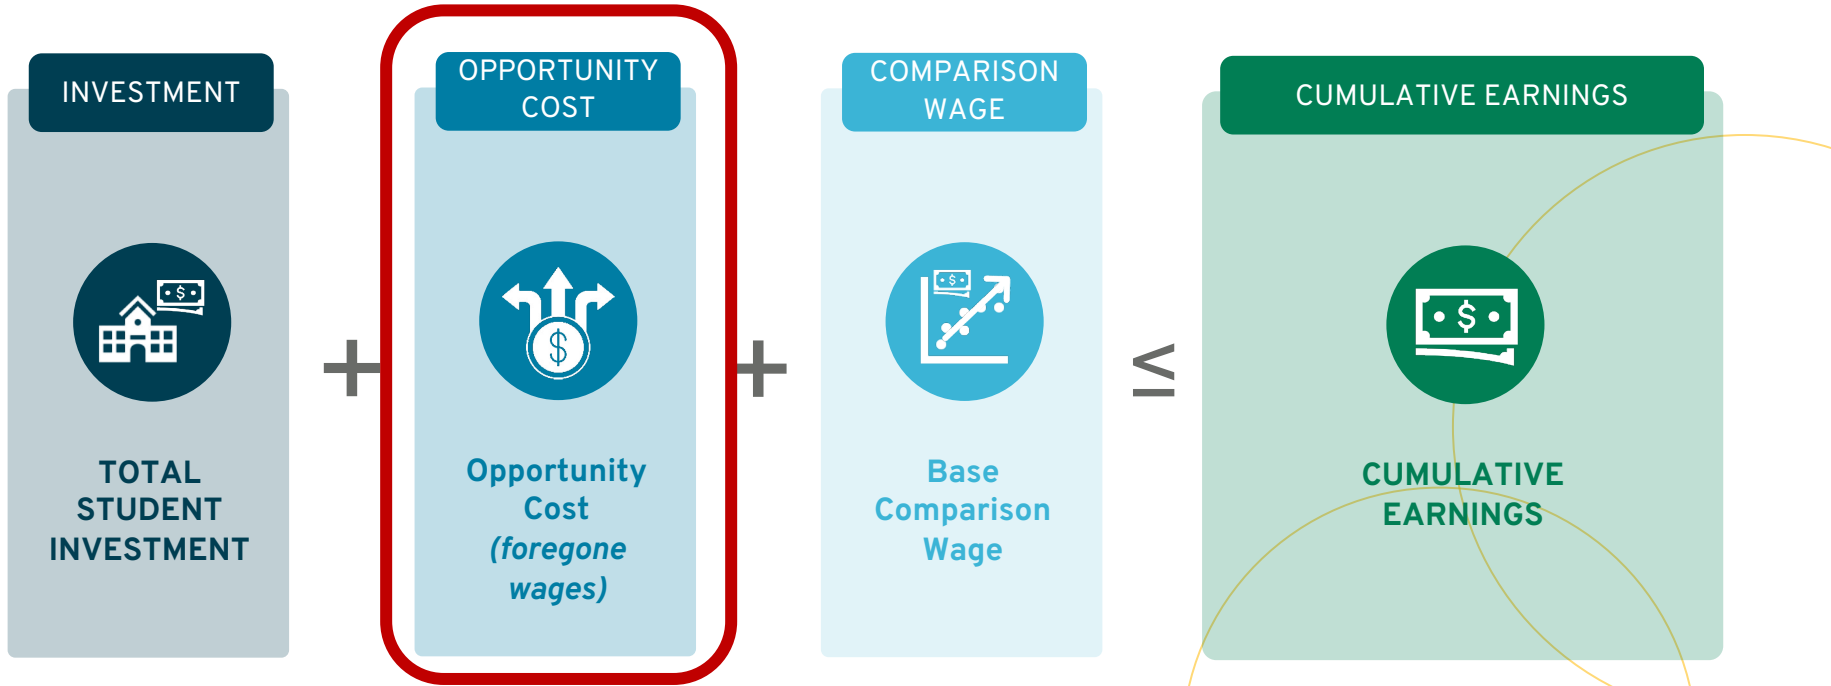 INVESTMENT
TOTAL
STUDENT
INVESTMENT
+
OPPORTUNITY
COST
$
Opportunity
Cost
(foregone
wages)
+
COMPARISON
WAGE
Base
Comparison
Wage
≤
CUMULATIVE EARNINGS
$
CUMULATIVE
EARNINGS